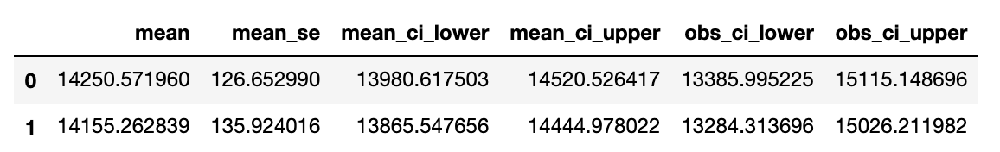 mean mean_se mean_ci_lower mean_ci_upper obs_ci_lower obs_ci_upper
0 14250.571960 126.652990 13980.617503 14520.526417 13385.995225 15115.148696
1 14155.262839 135.924016 13865.547656 14444.978022 13284.313696 15026.211982